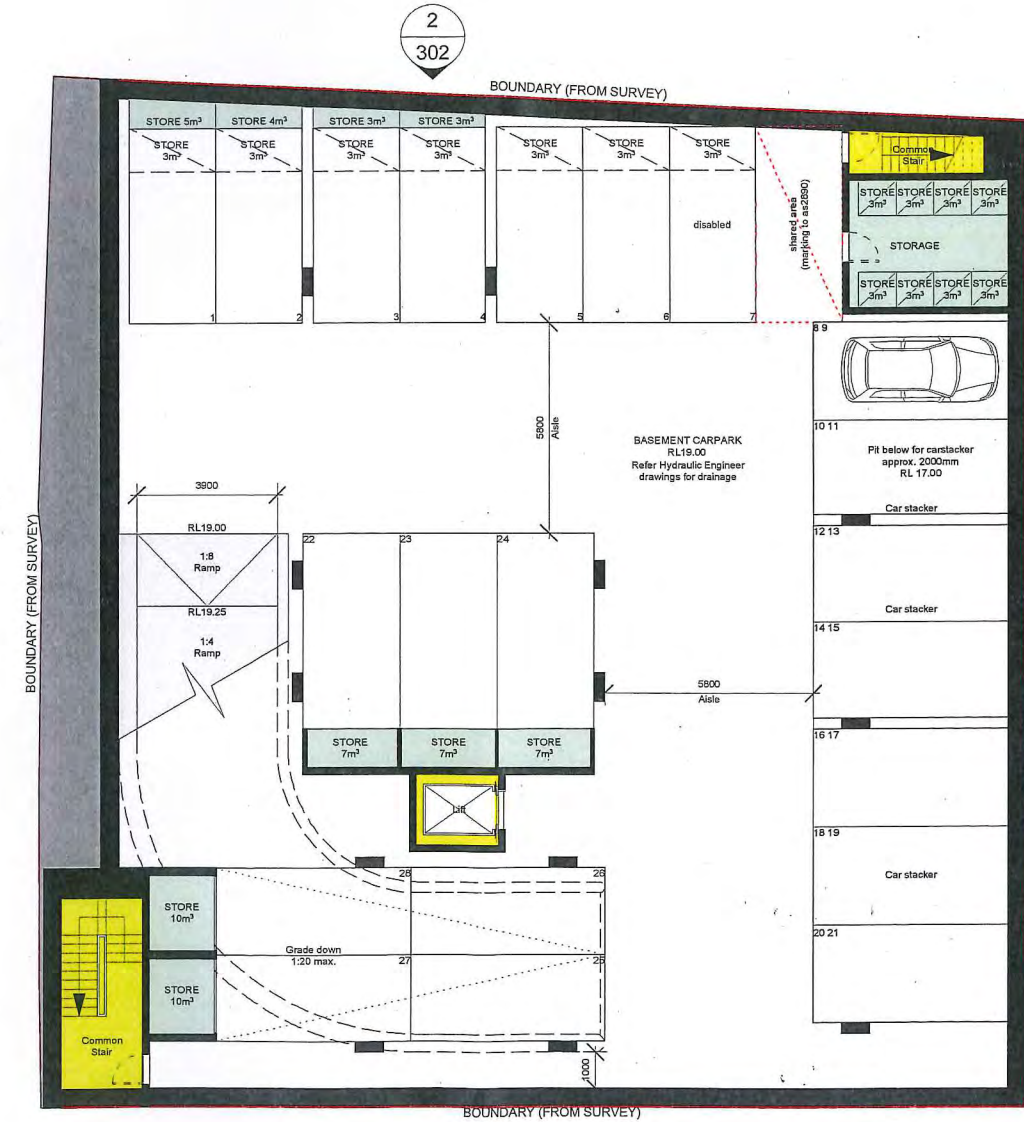 2
302
BOUNDARY (FROM SURVEY)
STORE 5m³
STORE 4m³
STORE 3m³
STORE 3m³
STORE
3m³
STORE
3m³
STORE
3m³
STORE
3m³
STORE
3m³
STORE
3m³
STORE
3m³
Common
Stair
disabled
shared area
(marking to as2890)
STORE
3m³
STORE
3m³
STORE
3m³
STORE
3m³
STORAGE
STORE
3m³
STORE
3m³
STORE
3m³
STORE
3m³
1
2
3
4
5
6
7
8 9
10 11
5800
Aisle
BASEMENT CARPARK
RL19.00
Refer Hydraulic Engineer
drawings for drainage
Pit below for carstacker
approx. 2000mm
RL 17.00
Car stacker
3900
RL19.00
1:8
Ramp
RL19.25
1:4
Ramp
BOUNDARY (FROM SURVEY)
22
23
24
12 13
Car stacker
14 15
5800
Aisle
STORE
7m³
STORE
7m³
STORE
7m³
16 17
Lift
18 19
Car stacker
28
26
STORE
10m³
Grade down
1:20 max.
27
25
20 21
STORE
10m³
Common
Stair
1000
BOUNDARY (FROM SURVEY)